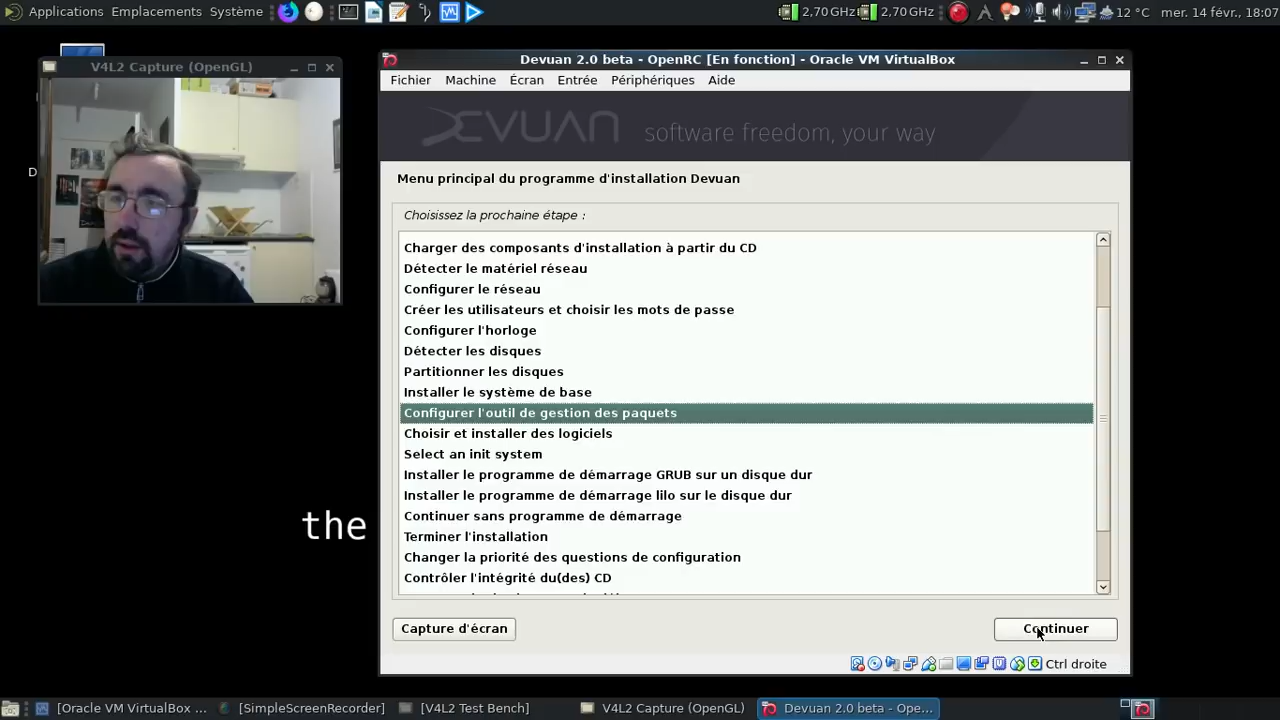 Applications Emplacements Système
2,70 GHz 2,70 GHz 12 °C mer. 14 févr., 18:07
V4L2 Capture (OpenGL)
Devuan 2.0 beta - OpenRC [En fonction] - Oracle VM VirtualBox
Fichier Machine Écran Entrée Périphériques Aide
DEVUAN software freedom, your way
Menu principal du programme d'installation Devuan
Choisissez la prochaine étape :
Charger des composants d'installation à partir du CD
Détecter le matériel réseau
Configurer le réseau
Créer les utilisateurs et choisir les mots de passe
Configurer l'horloge
Détecter les disques
Partitionner les disques
Installer le système de base
Configurer l'outil de gestion des paquets
Choisir et installer des logiciels
Select an init system
Installer le programme de démarrage GRUB sur un disque dur
Installer le programme de démarrage lilo sur le disque dur
Continuer sans programme de démarrage
Terminer l'installation
Changer la priorité des questions de configuration
Contrôler l'intégrité du(des) CD
D
the
Capture d'écran Continuer
Ctrl droite
[Oracle VM VirtualBox ... [SimpleScreenRecorder] [V4L2 Test Bench] V4L2 Capture (OpenGL) Devuan 2.0 beta - Ope...